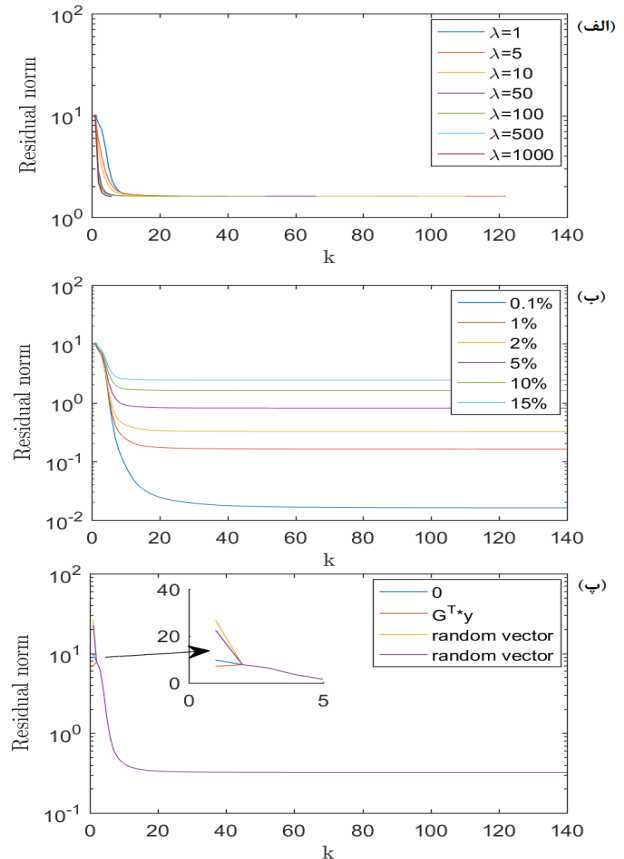 (الف)
10^2
10^1
10^0
Residual norm
λ=1
λ=5
λ=10
λ=50
λ=100
λ=500
λ=1000
0 20 40 60 80 100 120 140
k
(ب)
10^2
10^1
10^0
10^-1
10^-2
Residual norm
0.1%
1%
2%
5%
10%
15%
0 20 40 60 80 100 120 140
k
(پ)
10^2
10^1
10^0
10^-1
Residual norm
40
20
0
0 5
0
G^T*y
random vector
random vector
0 20 40 60 80 100 120 140
k